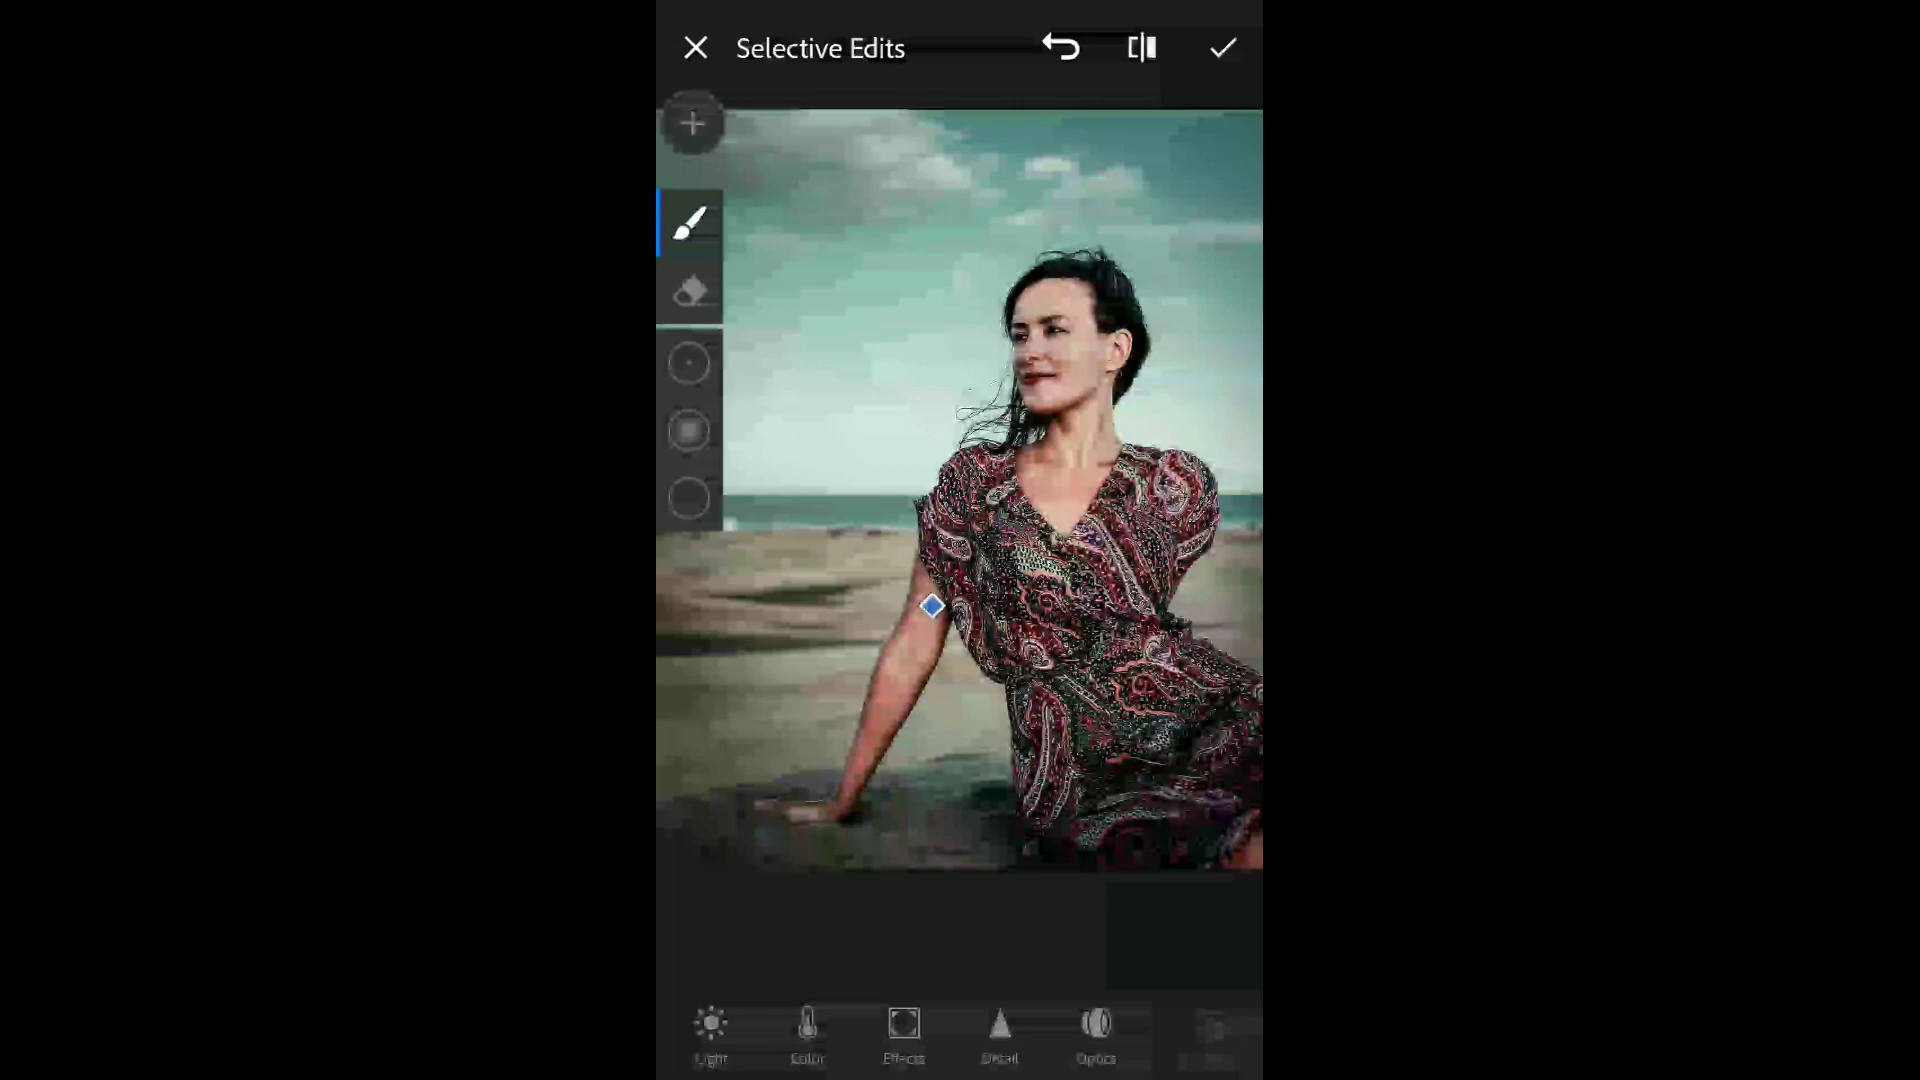 Selective Edits
Light
Color
Effects
Detail
Optics